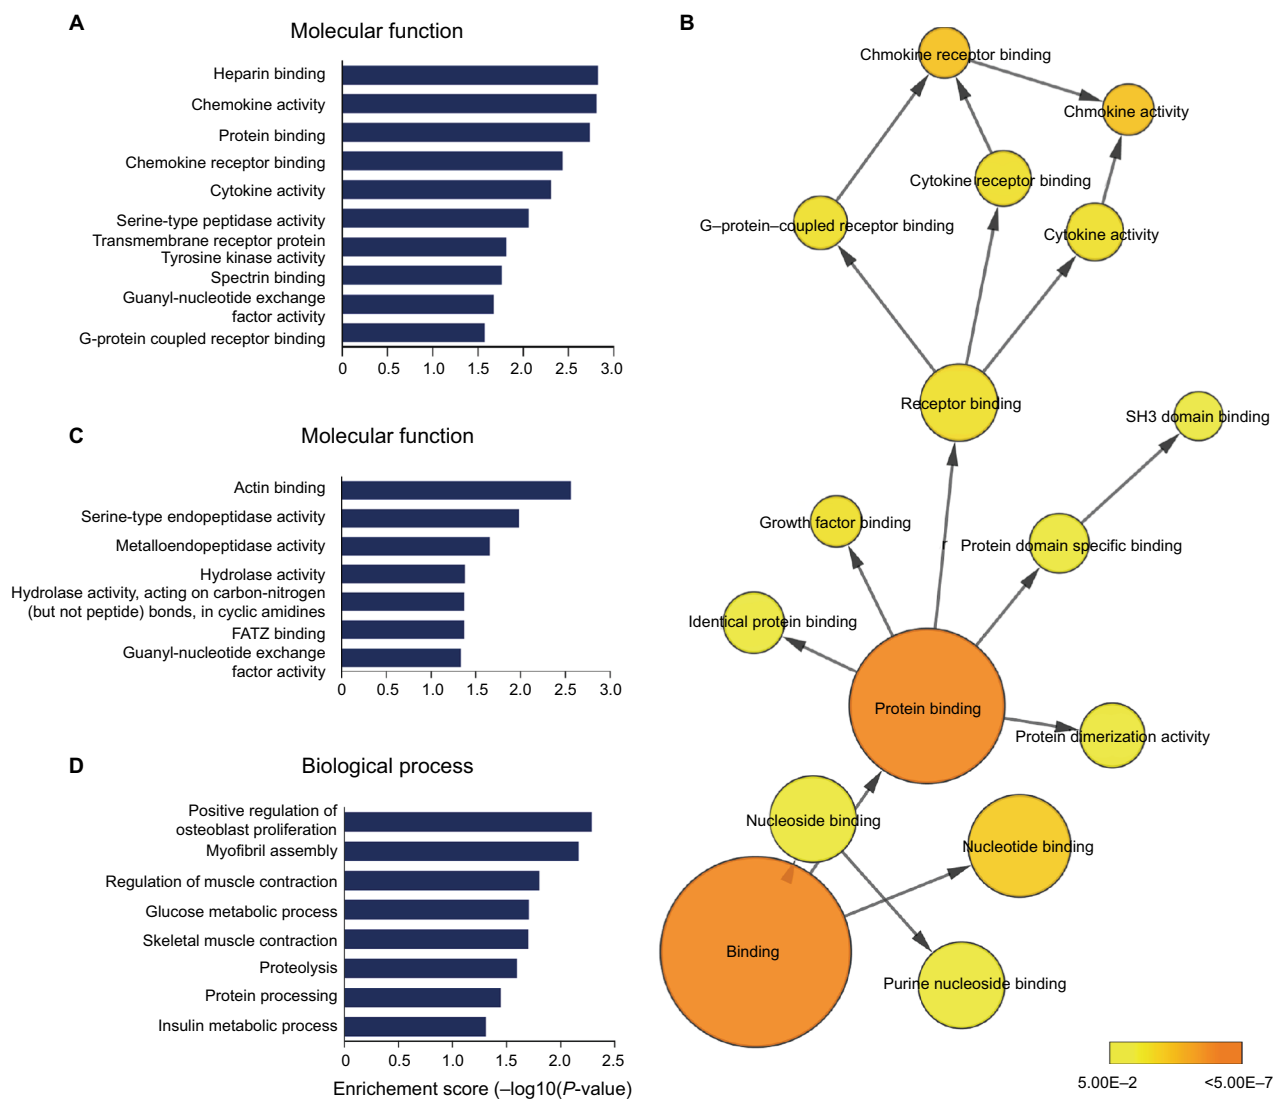 A
Molecular function
Heparin binding
Chemokine activity
Protein binding
Chemokine receptor binding
Cytokine activity
Serine-type peptidase activity
Transmembrane receptor protein
Tyrosine kinase activity
Spectrin binding
Guanyl-nucleotide exchange
factor activity
G-protein coupled receptor binding
0 0.5 1.0 1.5 2.0 2.5 3.0
C
Molecular function
Actin binding
Serine-type endopeptidase activity
Metalloendopeptidase activity
Hydrolase activity
Hydrolase activity, acting on carbon-nitrogen
(but not peptide) bonds, in cyclic amidines
FATZ binding
Guanyl-nucleotide exchange
factor activity
0 0.5 1.0 1.5 2.0 2.5 3.0
D
Biological process
Positive regulation of
osteoblast proliferation
Myofibril assembly
Regulation of muscle contraction
Glucose metabolic process
Skeletal muscle contraction
Proteolysis
Protein processing
Insulin metabolic process
0 0.5 1.0 1.5 2.0 2.5
Enrichement score (–log10(P-value)
B
Chmokine receptor binding
Chmokine activity
Cytokine receptor binding
G–protein–coupled receptor binding
Cytokine activity
Receptor binding
SH3 domain binding
Growth factor binding
r
Protein domain specific binding
Identical protein binding
Protein binding
Protein dimerization activity
Nucleoside binding
Nucleotide binding
Binding
Purine nucleoside binding
5.00E–2 <5.00E–7